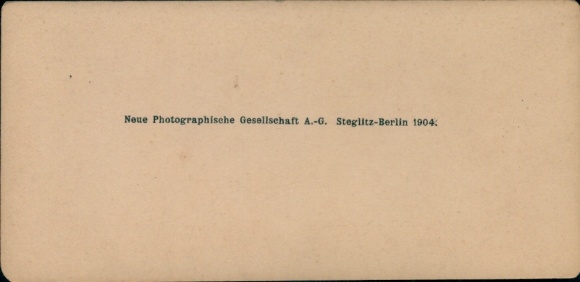 Neue Photographische Gesellschaft A.-G. Steglitz-Berlin 1904.